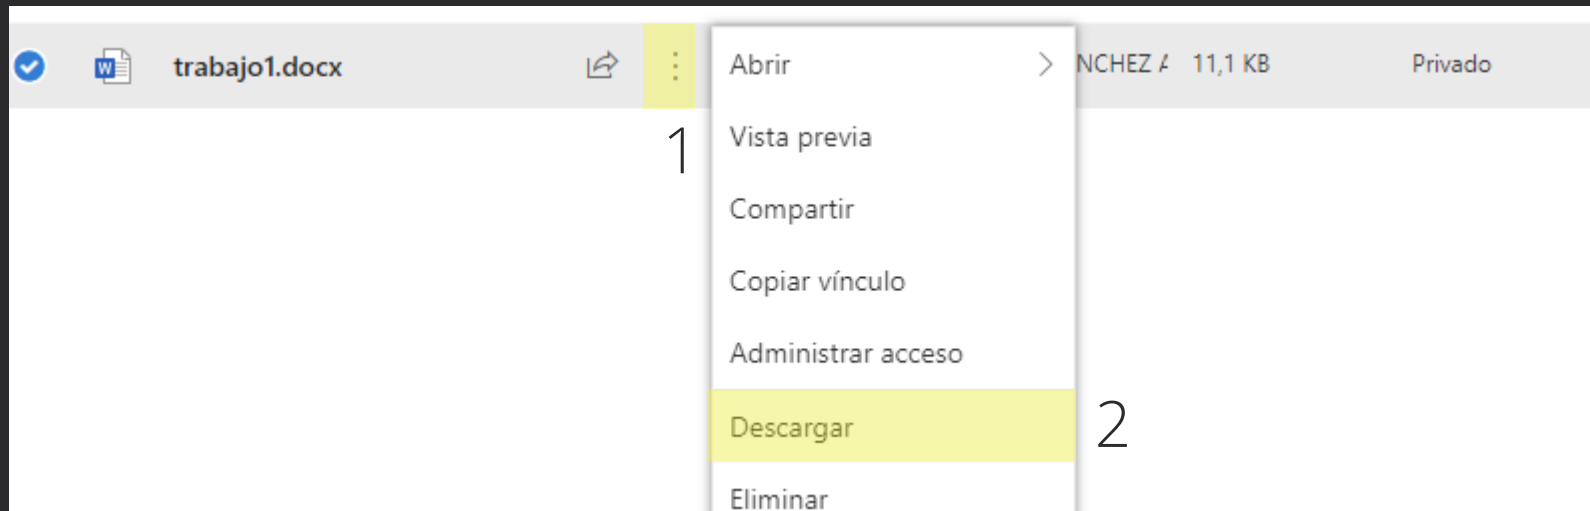 trabajo1.docx
Abrir
NCHEZ
11,1 KB
Privado
1
Vista previa
Compartir
Copiar vínculo
Administrar acceso
Descargar
2
Eliminar